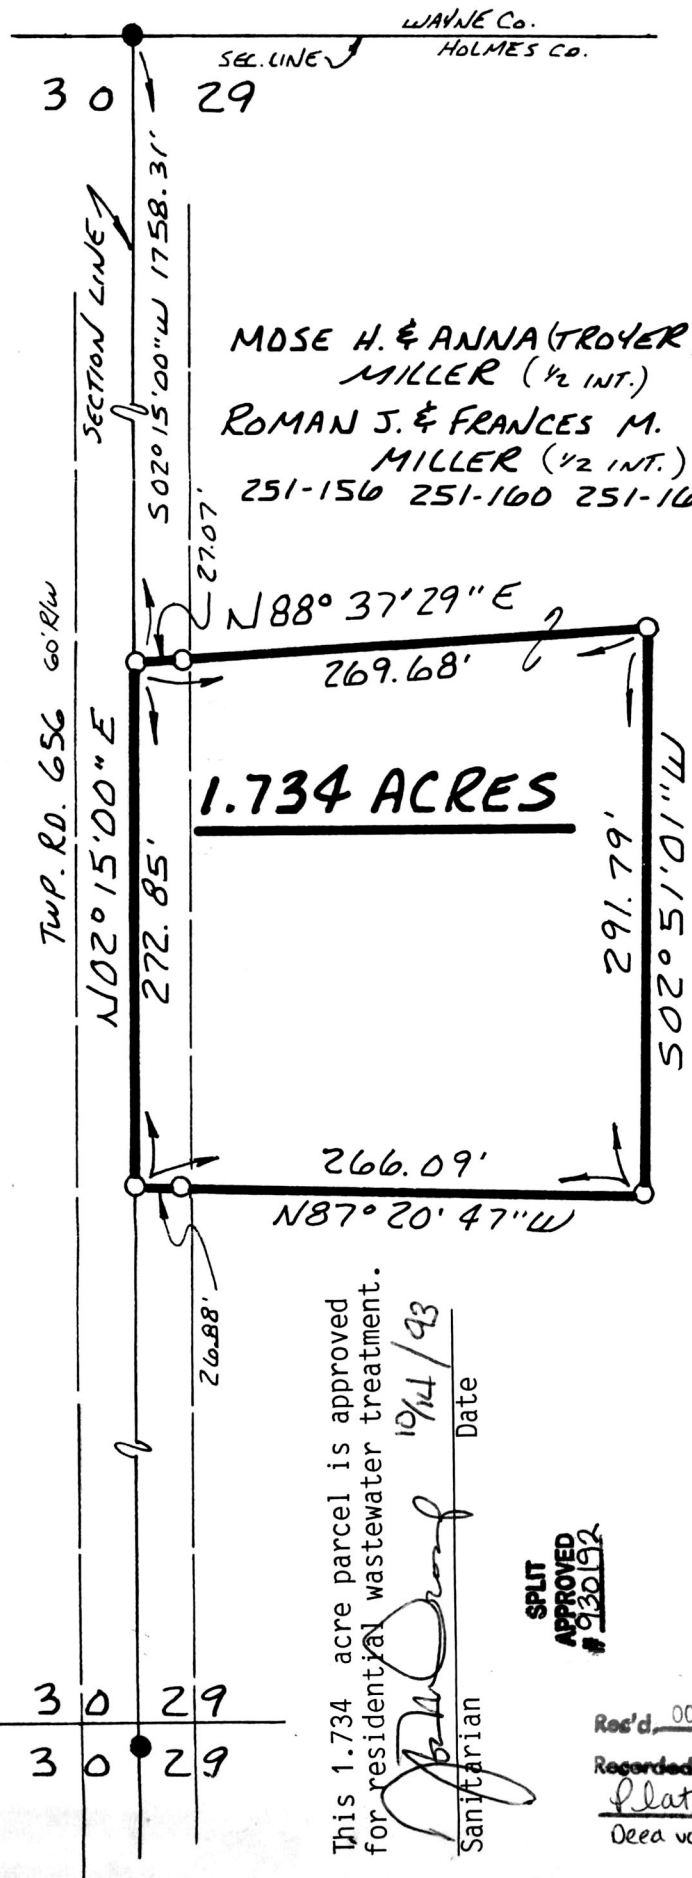 WAYNE CO.
SEC. LINE
HOLMES CO.
30 29
SECTION LINE
S02°15'00"W 1758.31'
MOSE H. & ANNA (TROYER
MILLER (½ INT.)
ROMAN J. & FRANCES M.
MILLER (½ INT.)
251-156 251-160 251-16
27.07'
N88° 37'29" E
269.68'
TWP. RD. 656 60' R/W
N02° 15'00" E
272.85'
1.734 ACRES
291.79'
S02° 51'01" W
266.09'
N87° 20' 47" W
26.88'
This 1.734 acre parcel is approved
for residential wastewater treatment.
10/14/93
Sanitarian Date
SPLIT
APPROVED
# 930192
30 29
30 29
Rec'd
Recorded
Plat
Deed